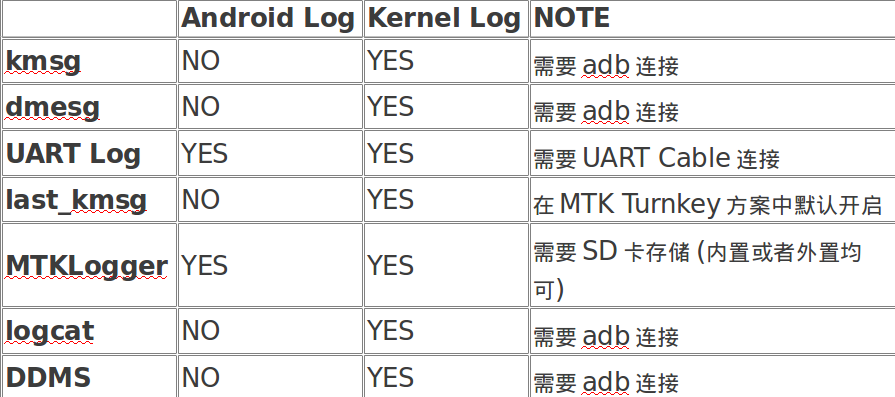 Android Log Kernel Log NOTE
kmsg NO YES 需要 adb 连接
dmesg NO YES 需要 adb 连接
UART Log YES YES 需要 UART Cable 连接
last_kmsg NO YES 在 MTK Turnkey 方案中默认开启
MTKLogger YES YES 需要 SD 卡存储 (内置或者外置均
可)
logcat NO YES 需要 adb 连接
DDMS NO YES 需要 adb 连接